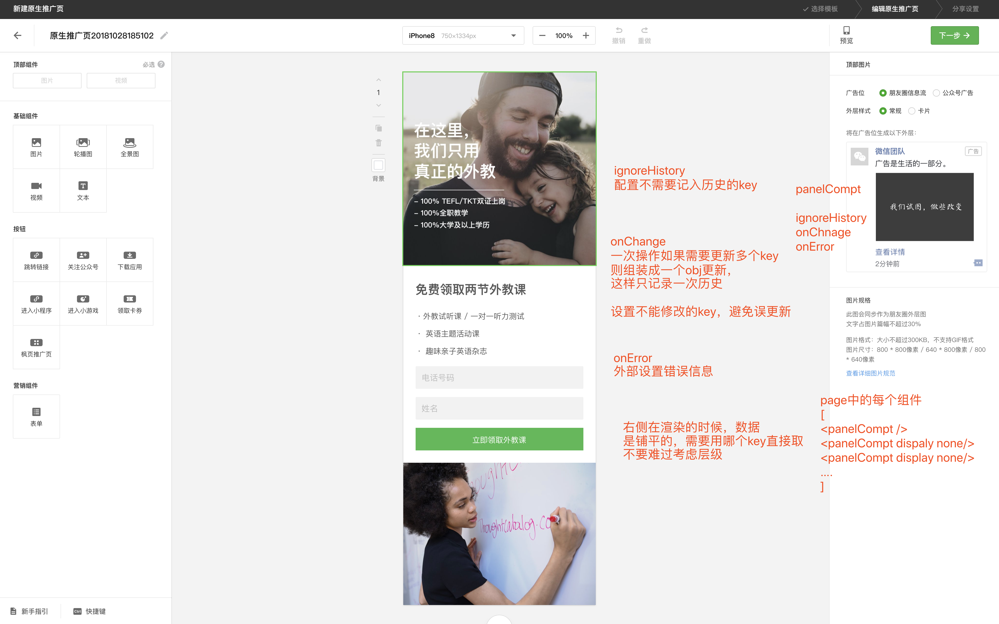 新建原生推广页
选择模板
编辑原生推广页
分享设置
原生推广页20181028185102
iPhone8 750×1334px
100%
撤销
重做
预览
下一步
顶部组件
必选 ?
图片
视频
基础组件
图片
轮播图
全景图
视频
T
文本
按钮
跳转链接
关注公众号
下载应用
进入小程序
进入小游戏
领取卡券
枫页推广页
营销组件
表单
新手指引
Ctrl 快捷键
1
背景
在这里，
我们只用
真正的外教
– 100% TEFL/TKT双证上岗
– 100%全职教学
– 100%大学及以上学历
免费领取两节外教课
· 外教试听课 / 一对一听力测试
· 英语主题活动课
· 趣味亲子英语杂志
电话号码
姓名
立即领取外教课
Thoughtcatalog.co
ignoreHistory
配置不需要记入历史的key
onChange
一次操作如果需要更新多个key
则组装成一个obj更新，
这样只记录一次历史
设置不能修改的key，避免误更新
onError
外部设置错误信息
右侧在渲染的时候，数据
是铺平的，需要用哪个key直接取
不要难过考虑层级
panelCompt
ignoreHistory
onChnage
onError
顶部图片
广告位
朋友圈信息流
公众号广告
外层样式
常规
卡片
将在广告位生成以下外层：
微信团队
广告
广告是生活的一部分。
我们试图，做些改变
查看详情
2分钟前
图片规格
此图会同步作为朋友圈外层图
文字占图片篇幅不超过30%
图片格式：大小不超过300KB，不支持GIF格式
图片尺寸：800 * 800像素 / 640 * 800像素 / 800
* 640像素
查看详细图片规范
page中的每个组件
[
<panelCompt />
<panelCompt dispaly none/>
<panelCompt display none/>
....
]